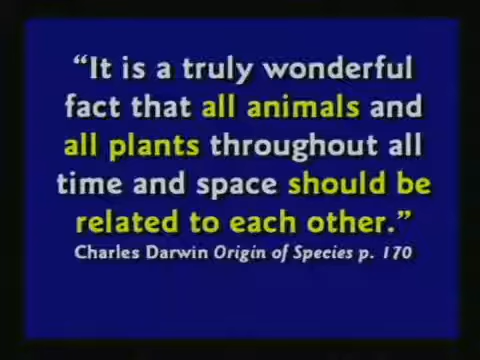 “It is a truly wonderful
fact that all animals and
all plants throughout all
time and space should be
related to each other.”
Charles Darwin Origin of Species p. 170